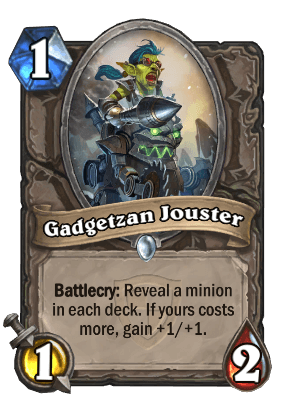 1
Gadgetzan Jouster
Battlecry: Reveal a minion
in each deck. If yours costs
more, gain +1/+1.
1
2